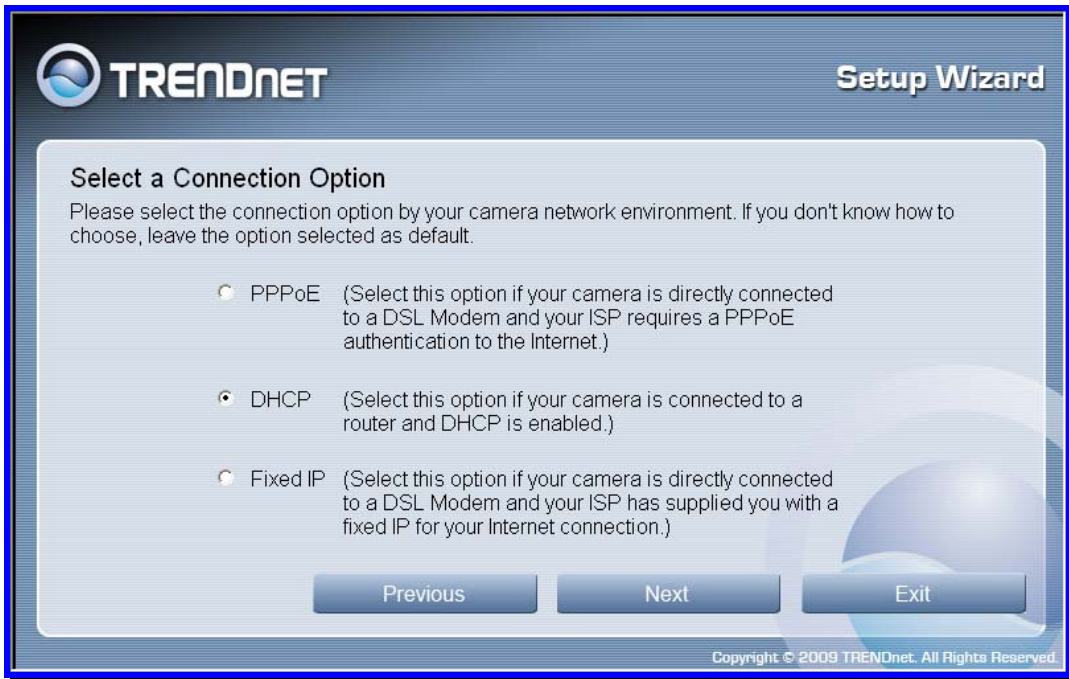 TRENDNET
Setup Wizard
Select a Connection Option
Please select the connection option by your camera network environment. If you don't know how to
choose, leave the option selected as default.
PPPoE (Select this option if your camera is directly connected
to a DSL Modem and your ISP requires a PPPoE
authentication to the Internet.)
DHCP (Select this option if your camera is connected to a
router and DHCP is enabled.)
Fixed IP (Select this option if your camera is directly connected
to a DSL Modem and your ISP has supplied you with a
fixed IP for your Internet connection.)
Previous Next Exit
Copyright © 2009 TRENDnet. All Rights Reserved.